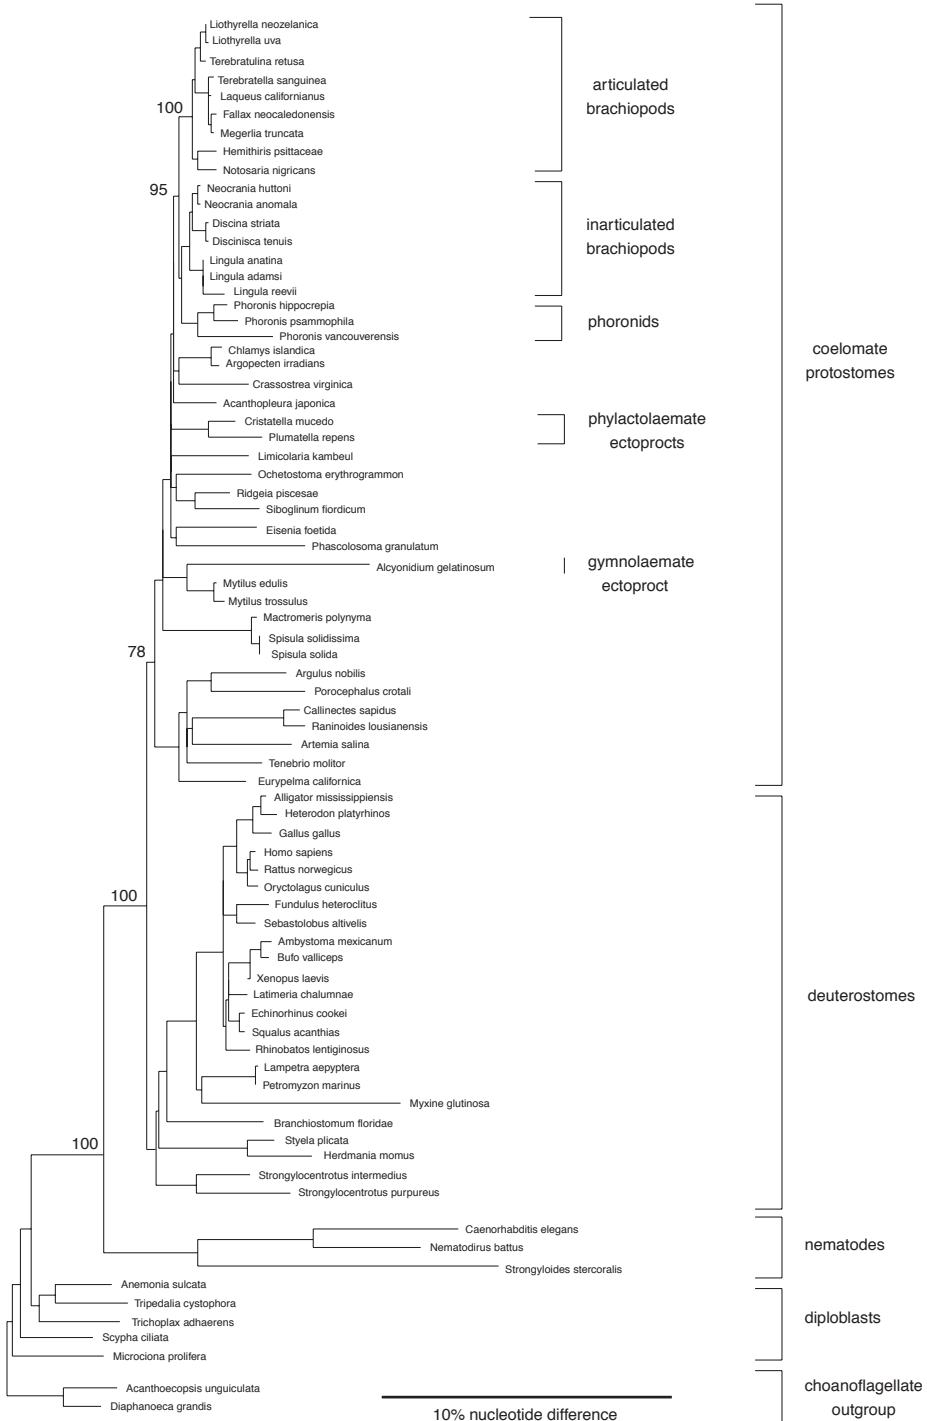 Liothyrella neozelanica
Liothyrella uva
Terebratulina retusa
Terebratella sanguinea
Laqueus californianus
100
Fallax neocaledonensis
Megerlia truncata
Hemithiris psittaceae
Notosaria nigricans
articulated
brachiopods
95
Neocrania huttoni
Neocrania anomala
Discina striata
Discinisca tenuis
Lingula anatina
Lingula adamsi
Lingula reevii
inarticulated
brachiopods
Phoronis hippocrepia
Phoronis psammophila
Phoronis vancouverensis
phoronids
Chlamys islandica
Argopecten irradians
Crassostrea virginica
Acanthopleura japonica
coelomate
protostomes
Cristatella mucedo
Plumatella repens
phylactolaemate
ectoprocts
Limicolaria kambeul
Ochetostoma erythrogrammon
Ridgeia piscesae
Siboglinum fiordicum
Eisenia foetida
Phascolosoma granulatum
Alcyonidium gelatinosum
gymnolaemate
ectoproct
Mytilus edulis
Mytilus trossulus
Mactromeris polynyma
Spisula solidissima
Spisula solida
78
Argulus nobilis
Porocephalus crotali
Callinectes sapidus
Raninoides lousianensis
Artemia salina
Tenebrio molitor
Eurypelma californica
Alligator mississippiensis
Heterodon platyrhinos
Gallus gallus
Homo sapiens
Rattus norwegicus
Oryctolagus cuniculus
100
Fundulus heteroclitus
Sebastolobus altivelis
Ambystoma mexicanum
Bufo valliceps
Xenopus laevis
Latimeria chalumnae
deuterostomes
Echinorhinus cookei
Squalus acanthias
Rhinobatos lentiginosus
Lampetra aepyptera
Petromyzon marinus
Myxine glutinosa
Branchiostomum floridae
Styela plicata
100
Herdmania momus
Strongylocentrotus intermedius
Strongylocentrotus purpureus
Caenorhabditis elegans
Nematodirus battus
Strongyloides stercoralis
nematodes
Anemonia sulcata
Tripedalia cystophora
Trichoplax adhaerens
Scypha ciliata
Microciona prolifera
diploblasts
Acanthoecopsis unguiculata
Diaphanoeca grandis
choanoflagellate
outgroup
10% nucleotide difference